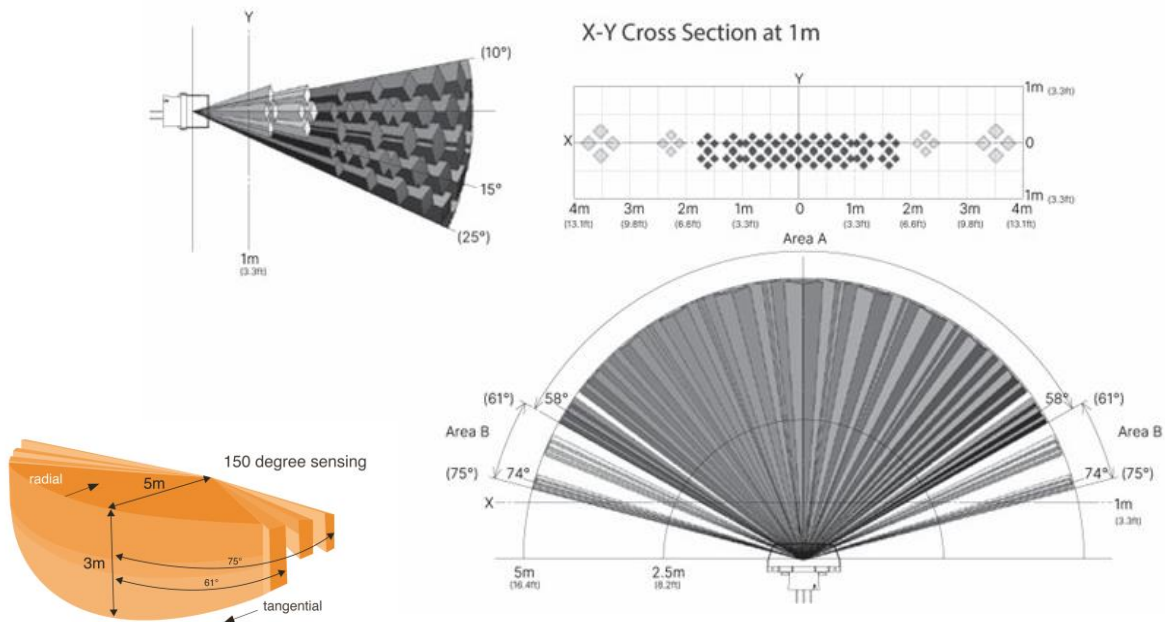 Y
(10°)
15°
(25°)
1m
(3.3ft)
X-Y Cross Section at 1m
Y
1m (3.3ft)
X
0
1m (3.3ft)
4m 3m 2m 1m 0 1m 2m 3m 4m
(13.1ft) (9.8ft) (6.6ft) (3.3ft) (3.3ft) (6.6ft) (9.8ft) (13.1ft)
Area A
(61°) 58° 58° (61°)
Area B Area B
(75°) 74° 74° (75°)
X 1m
(3.3ft)
5m 2.5m
(16.4ft) (8.2ft)
150 degree sensing
radial
5m
3m
75°
61°
tangential